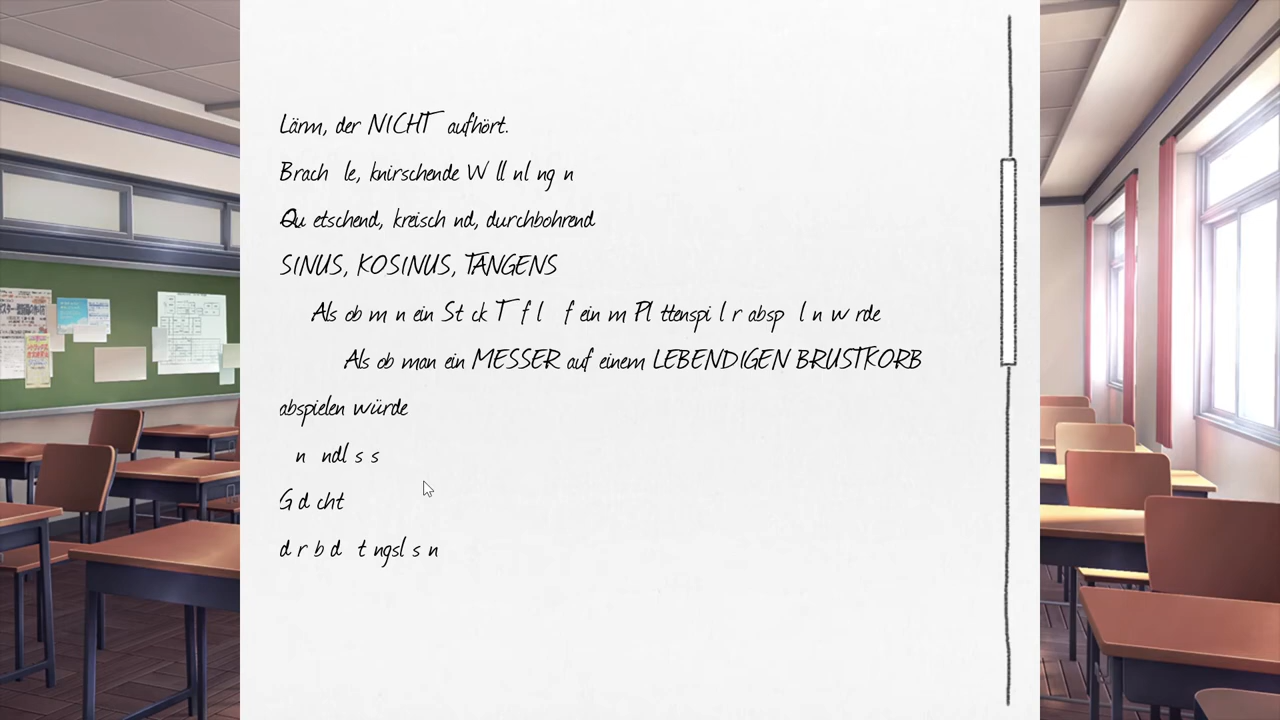 Lärm, der NICHT aufhört.
Brach  le, knirschende W ll nl ng n
Qu etschend, kreisch nd, durchbohrend
SINUS, KOSINUS, TANGENS
Als ob m n ein St ck T f l   f ein m Pl ttenspi l r absp  l n w rde
Als ob man ein MESSER auf einem LEBENDIGEN BRUSTKORB
abspielen würde
n  ndl s s
G d cht
d r b d  t ngsl s n